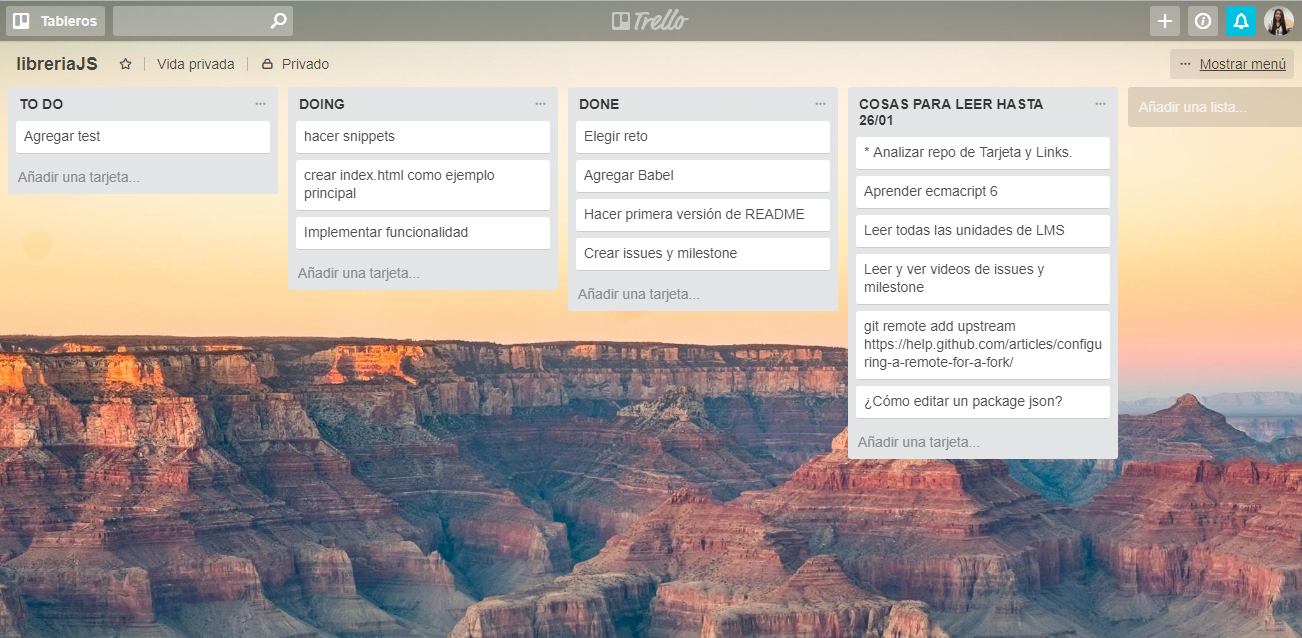 Tableros
Trello
libreriaJS
Vida privada
Privado
Mostrar menú
TO DO
Agregar test
Añadir una tarjeta...
DOING
hacer snippets
crear index.html como ejemplo
principal
Implementar funcionalidad
Añadir una tarjeta...
DONE
Elegir reto
Agregar Babel
Hacer primera versión de README
Crear issues y milestone
Añadir una tarjeta...
COSAS PARA LEER HASTA
26/01
* Analizar repo de Tarjeta y Links.
Aprender ecmacript 6
Leer todas las unidades de LMS
Leer y ver videos de issues y
milestone
git remote add upstream
https://help.github.com/articles/configu
ring-a-remote-for-a-fork/
¿Cómo editar un package json?
Añadir una tarjeta...
Añadir una lista...